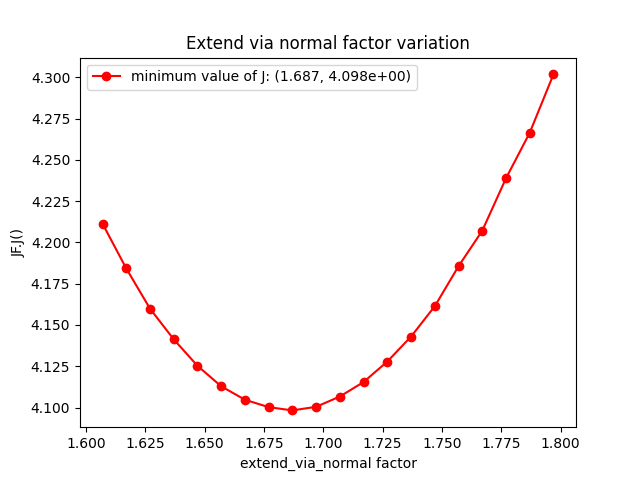 Extend via normal factor variation
minimum value of J: (1.687, 4.098e+00)
JF.J()
4.300
4.275
4.250
4.225
4.200
4.175
4.150
4.125
4.100
1.600 1.625 1.650 1.675 1.700 1.725 1.750 1.775 1.800
extend_via_normal factor